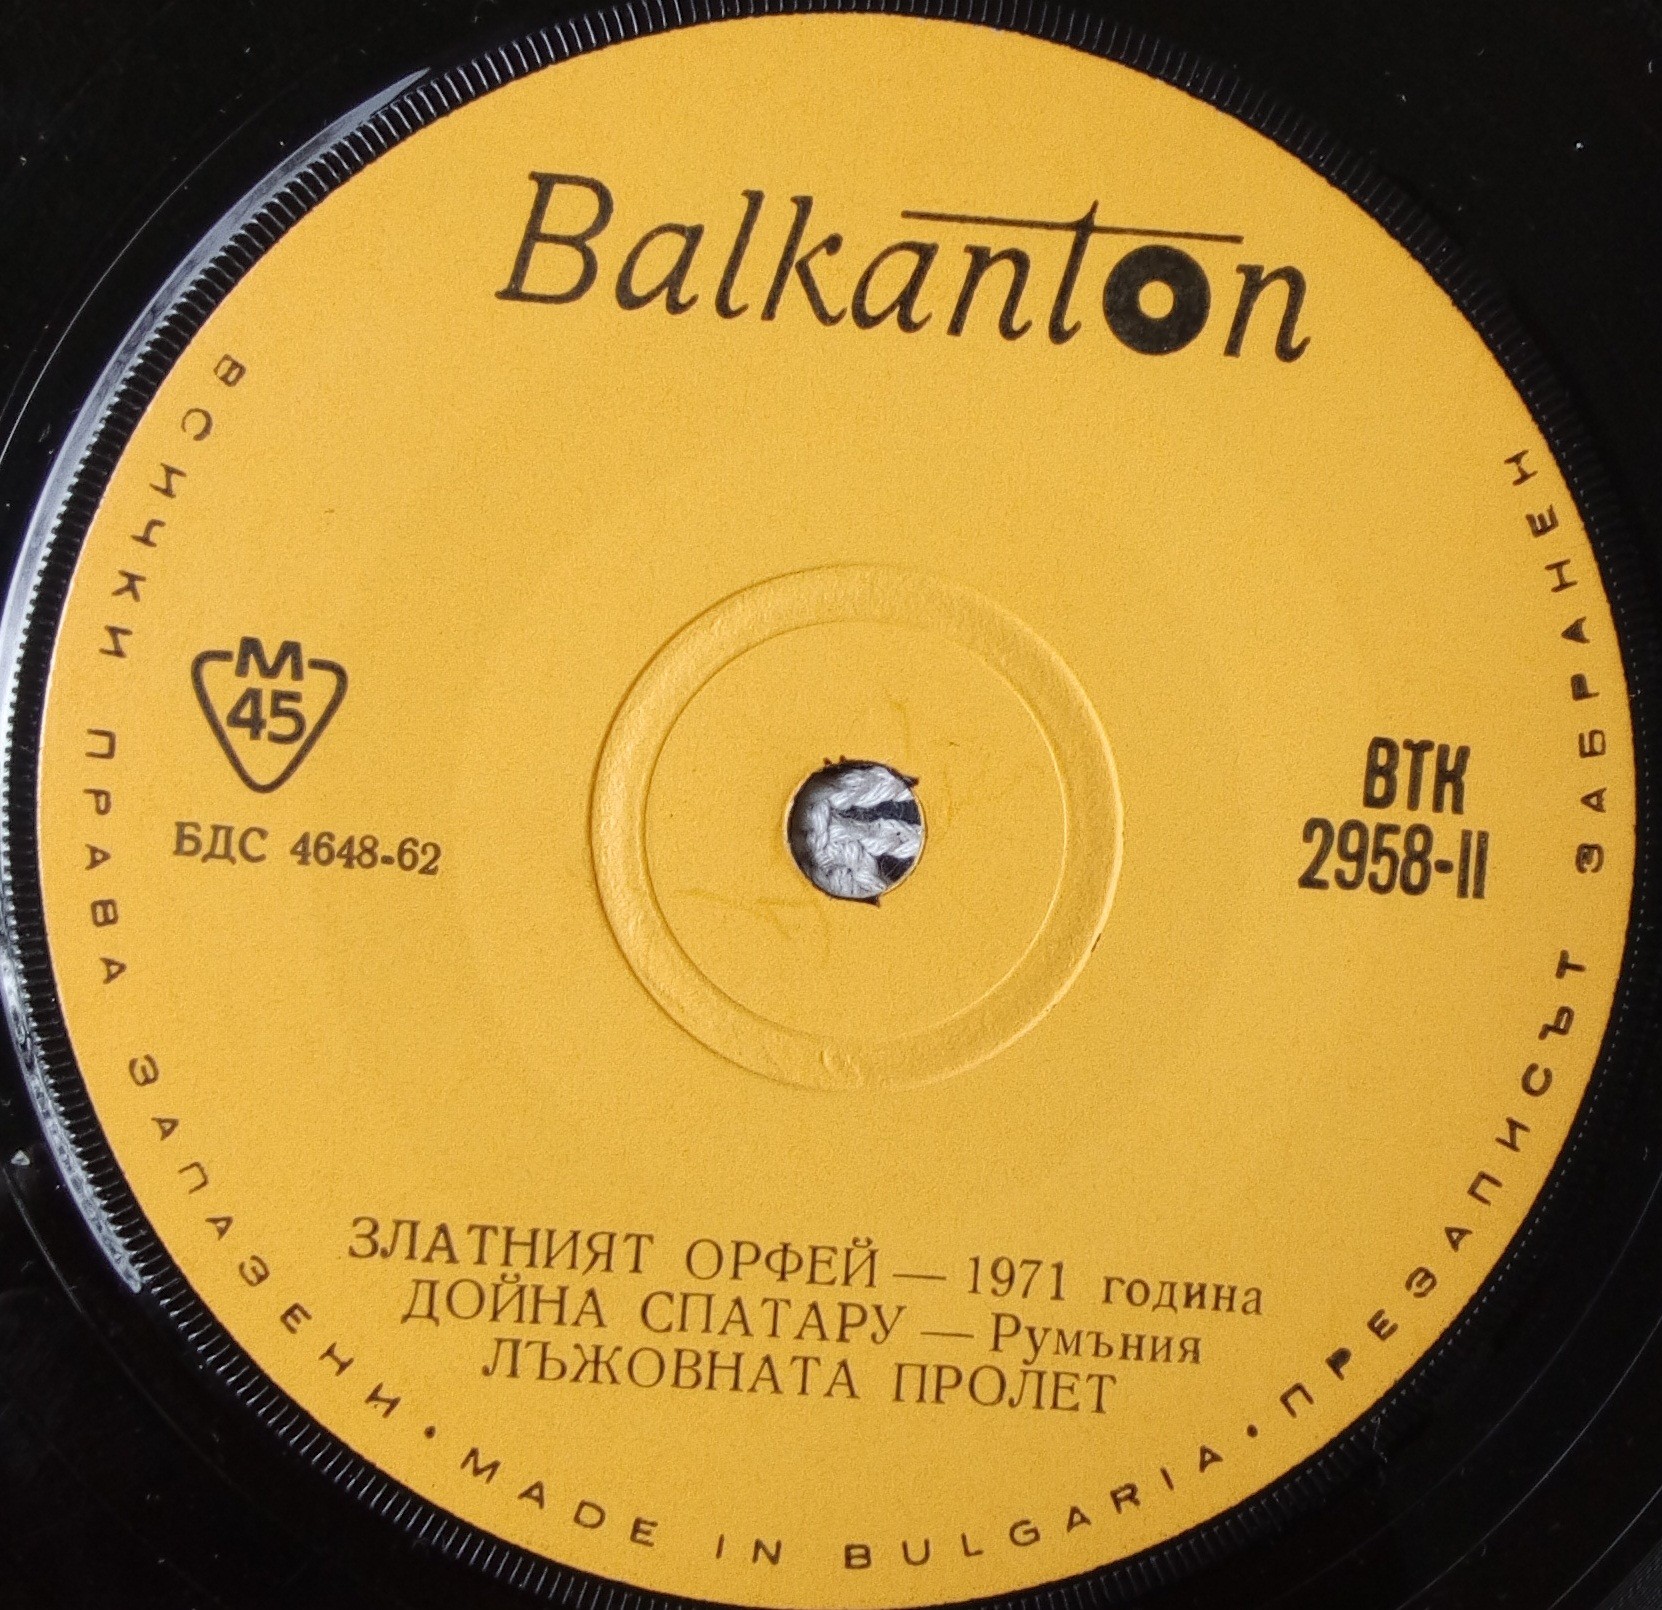 Balkanton
М
45
БДС 4648-62
ВТК
2958-II
ЗЛАТНИЯТ ОРФЕЙ — 1971 година
ДОЙНА СПАТАРУ — Румъния
ЛЪЖОВНАТА ПРОЛЕТ
ВСИЧКИ ПРАВА ЗАПАЗЕНИ · MADE IN BULGARIA · ПРЕЗАПИСЪТ ЗАБРАНЕН